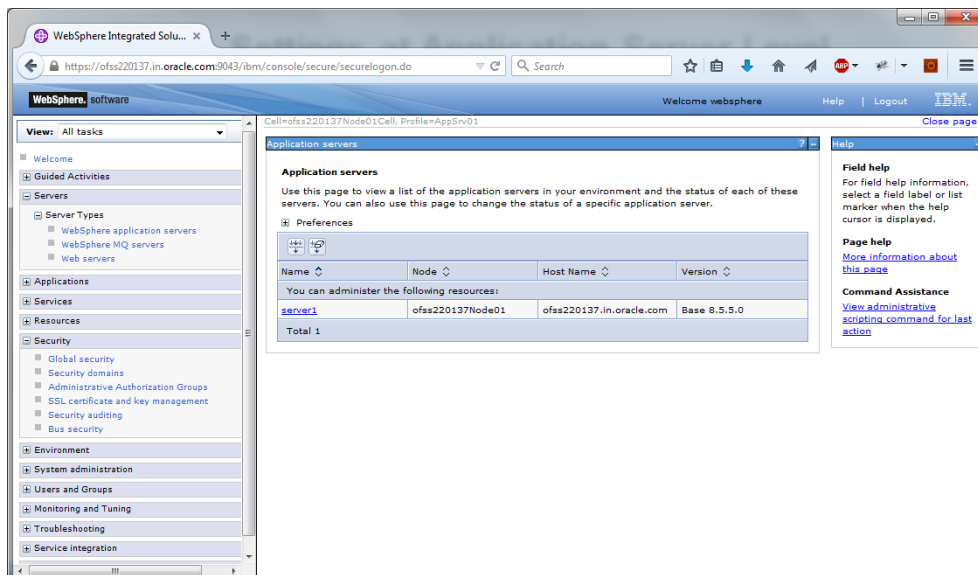 Settings at Application Server Level
WebSphere Integrated Solu... × +
https://ofss220137.in.oracle.com:9043/ibm/console/secure/securelogon.do
Search
ABP
WebSphere. software
Welcome websphere
Help | Logout
IBM.
View: All tasks
Welcome
Guided Activities
Servers
Server Types
WebSphere application servers
WebSphere MQ servers
Web servers
Applications
Services
Resources
Security
Global security
Security domains
Administrative Authorization Groups
SSL certificate and key management
Security auditing
Bus security
Environment
System administration
Users and Groups
Monitoring and Tuning
Troubleshooting
Service integration
Cell=ofss220137Node01Cell, Profile=AppSrv01
Close page
Application servers ? -
Application servers
Use this page to view a list of the application servers in your environment and the status of each of these
servers. You can also use this page to change the status of a specific application server.
Preferences
Name Node Host Name Version
You can administer the following resources:
server1 ofss220137Node01 ofss220137.in.oracle.com Base 8.5.5.0
Total 1
Help
Field help
For field help information,
select a field label or list
marker when the help
cursor is displayed.
Page help
More information about
this page
Command Assistance
View administrative
scripting command for last
action